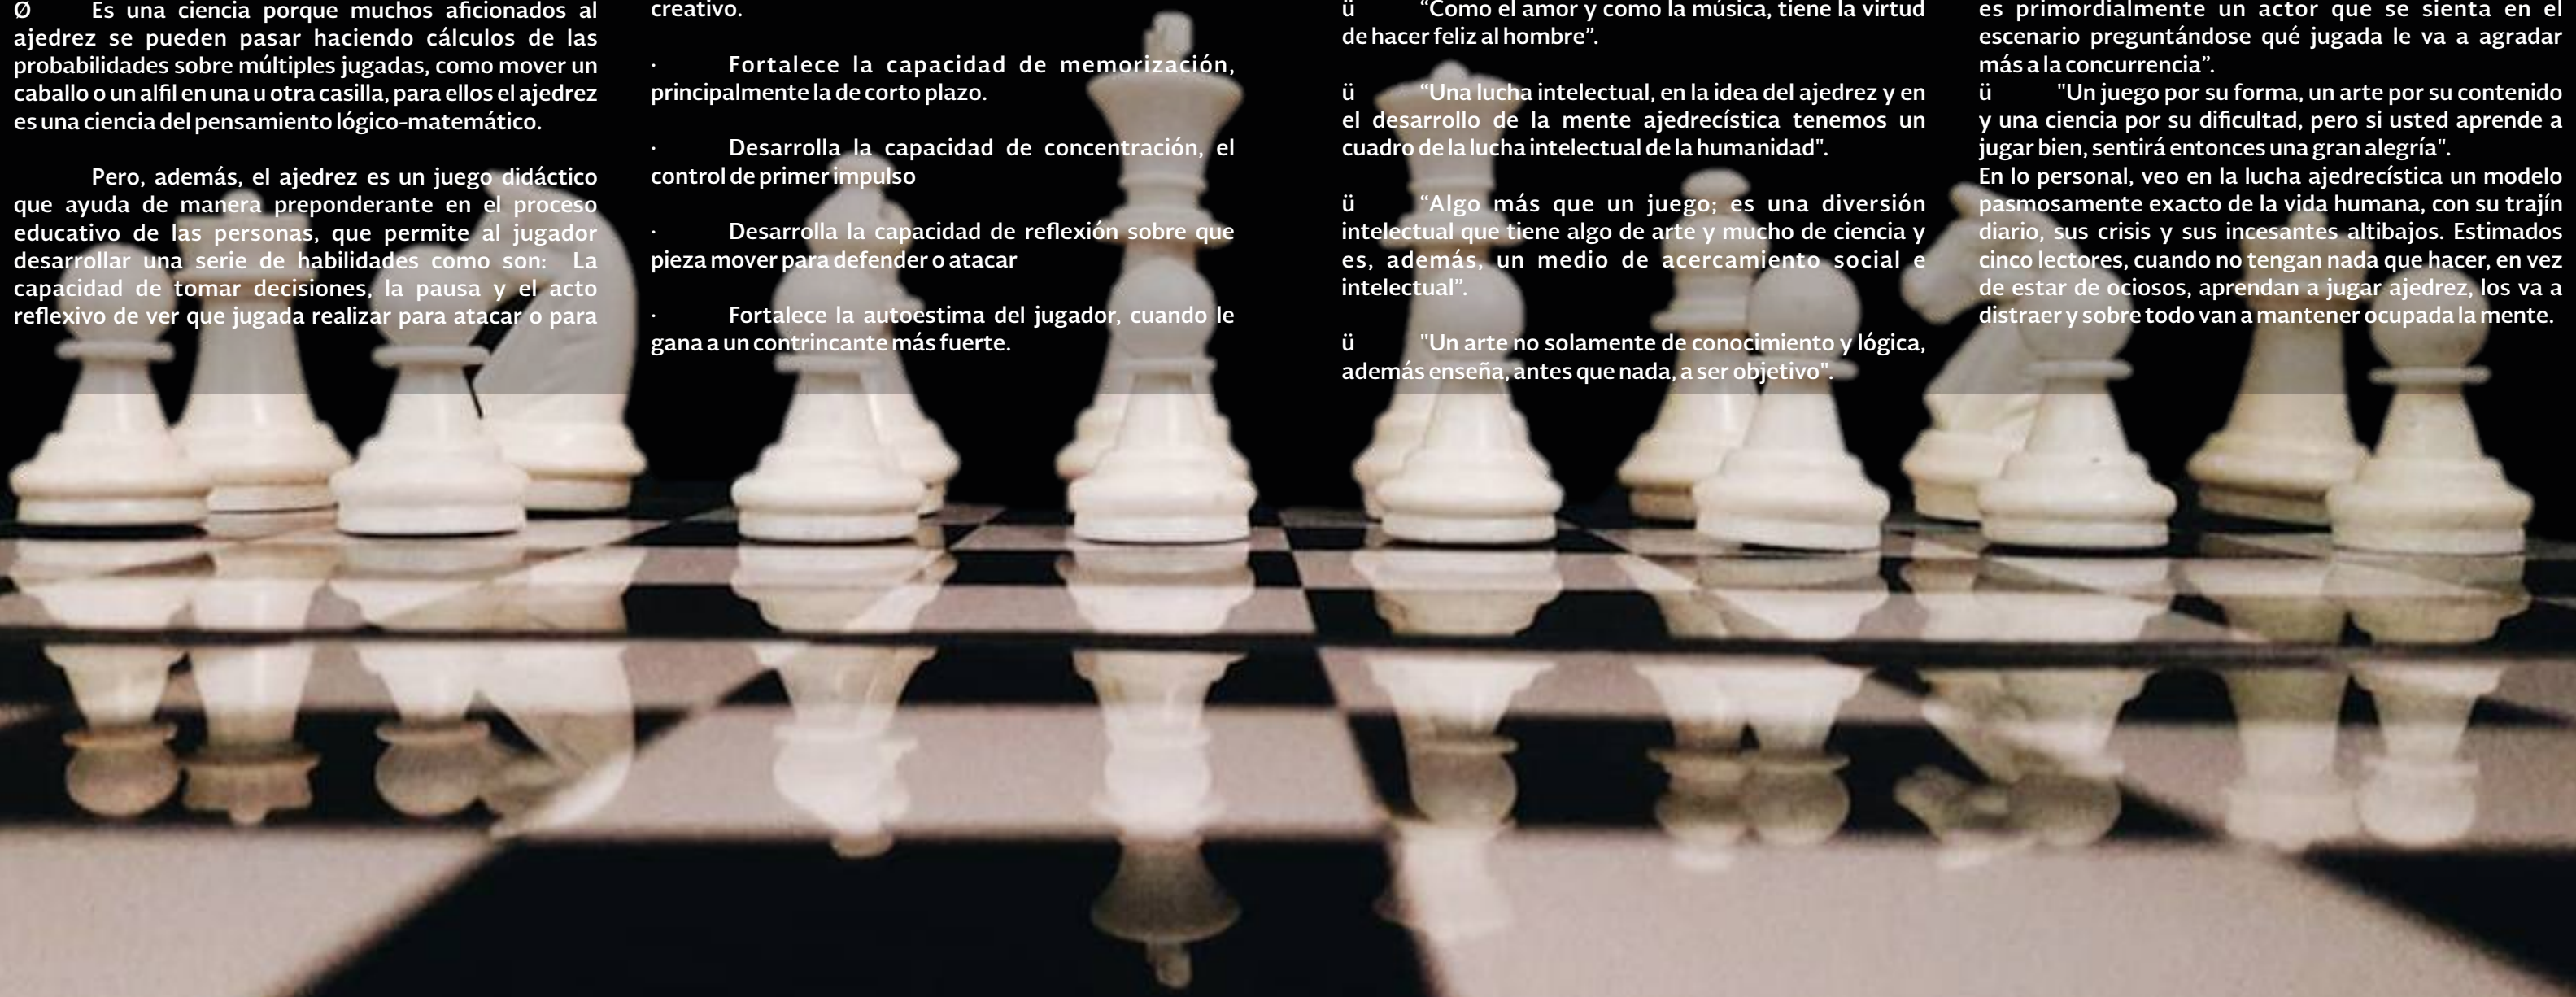 Ø Es una ciencia porque muchos aficionados al
ajedrez se pueden pasar haciendo cálculos de las
probabilidades sobre múltiples jugadas, como mover un
caballo o un alfil en una u otra casilla, para ellos el ajedrez
es una ciencia del pensamiento lógico-matemático.
Pero, además, el ajedrez es un juego didáctico
que ayuda de manera preponderante en el proceso
educativo de las personas, que permite al jugador
desarrollar una serie de habilidades como son: La
capacidad de tomar decisiones, la pausa y el acto
reflexivo de ver que jugada realizar para atacar o para
creativo.
· Fortalece la capacidad de memorización,
principalmente la de corto plazo.
· Desarrolla la capacidad de concentración, el
control de primer impulso
· Desarrolla la capacidad de reflexión sobre que
pieza mover para defender o atacar
· Fortalece la autoestima del jugador, cuando le
gana a un contrincante más fuerte.
ü “Como el amor y como la música, tiene la virtud
de hacer feliz al hombre”.
ü “Una lucha intelectual, en la idea del ajedrez y en
el desarrollo de la mente ajedrecística tenemos un
cuadro de la lucha intelectual de la humanidad".
ü “Algo más que un juego; es una diversión
intelectual que tiene algo de arte y mucho de ciencia y
es, además, un medio de acercamiento social e
intelectual”.
ü "Un arte no solamente de conocimiento y lógica,
además enseña, antes que nada, a ser objetivo".
es primordialmente un actor que se sienta en el
escenario preguntándose qué jugada le va a agradar
más a la concurrencia”.
ü "Un juego por su forma, un arte por su contenido
y una ciencia por su dificultad, pero si usted aprende a
jugar bien, sentirá entonces una gran alegría".
En lo personal, veo en la lucha ajedrecística un modelo
pasmosamente exacto de la vida humana, con su trajín
diario, sus crisis y sus incesantes altibajos. Estimados
cinco lectores, cuando no tengan nada que hacer, en vez
de estar de ociosos, aprendan a jugar ajedrez, los va a
distraer y sobre todo van a mantener ocupada la mente.